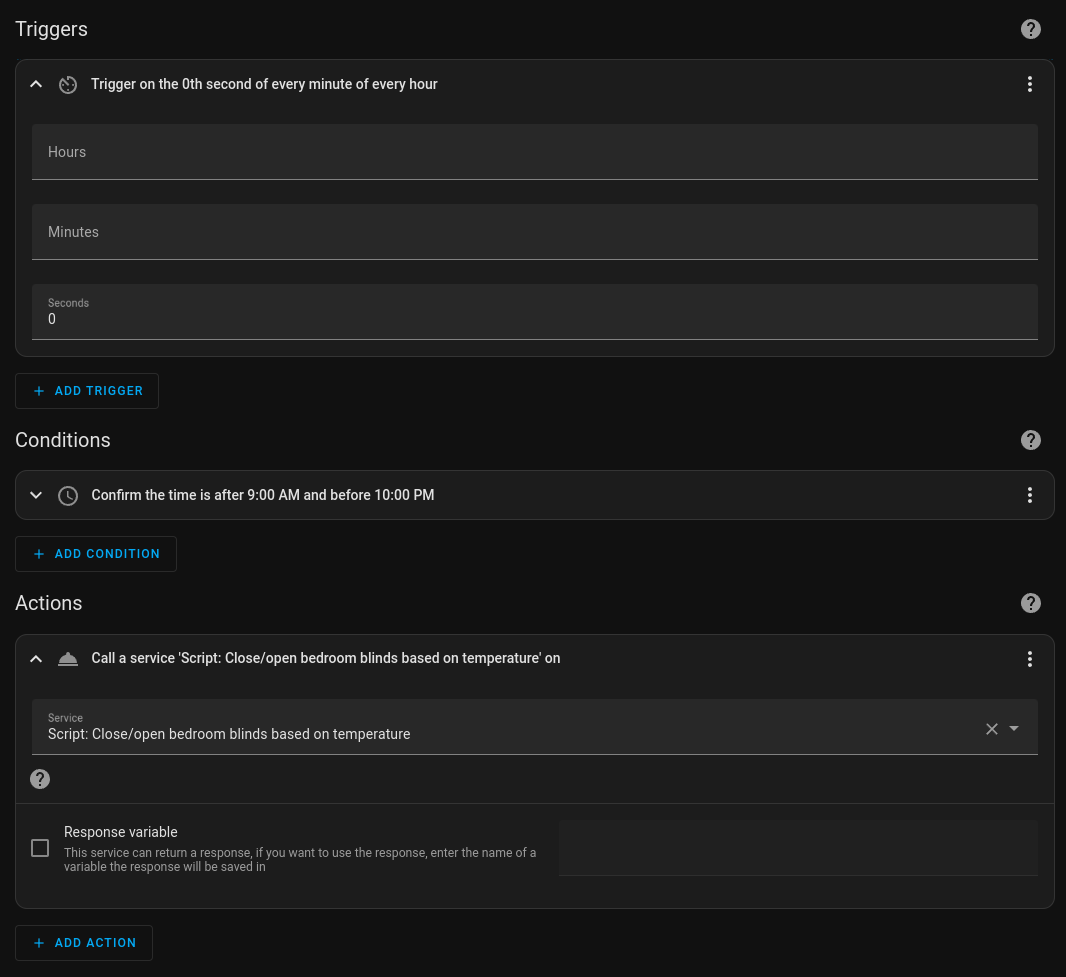 Triggers
Trigger on the 0th second of every minute of every hour
Hours
Minutes
Seconds
0
+ ADD TRIGGER
Conditions
Confirm the time is after 9:00 AM and before 10:00 PM
+ ADD CONDITION
Actions
Call a service 'Script: Close/open bedroom blinds based on temperature' on
Service
Script: Close/open bedroom blinds based on temperature
Response variable
This service can return a response, if you want to use the response, enter the name of a
variable the response will be saved in
+ ADD ACTION